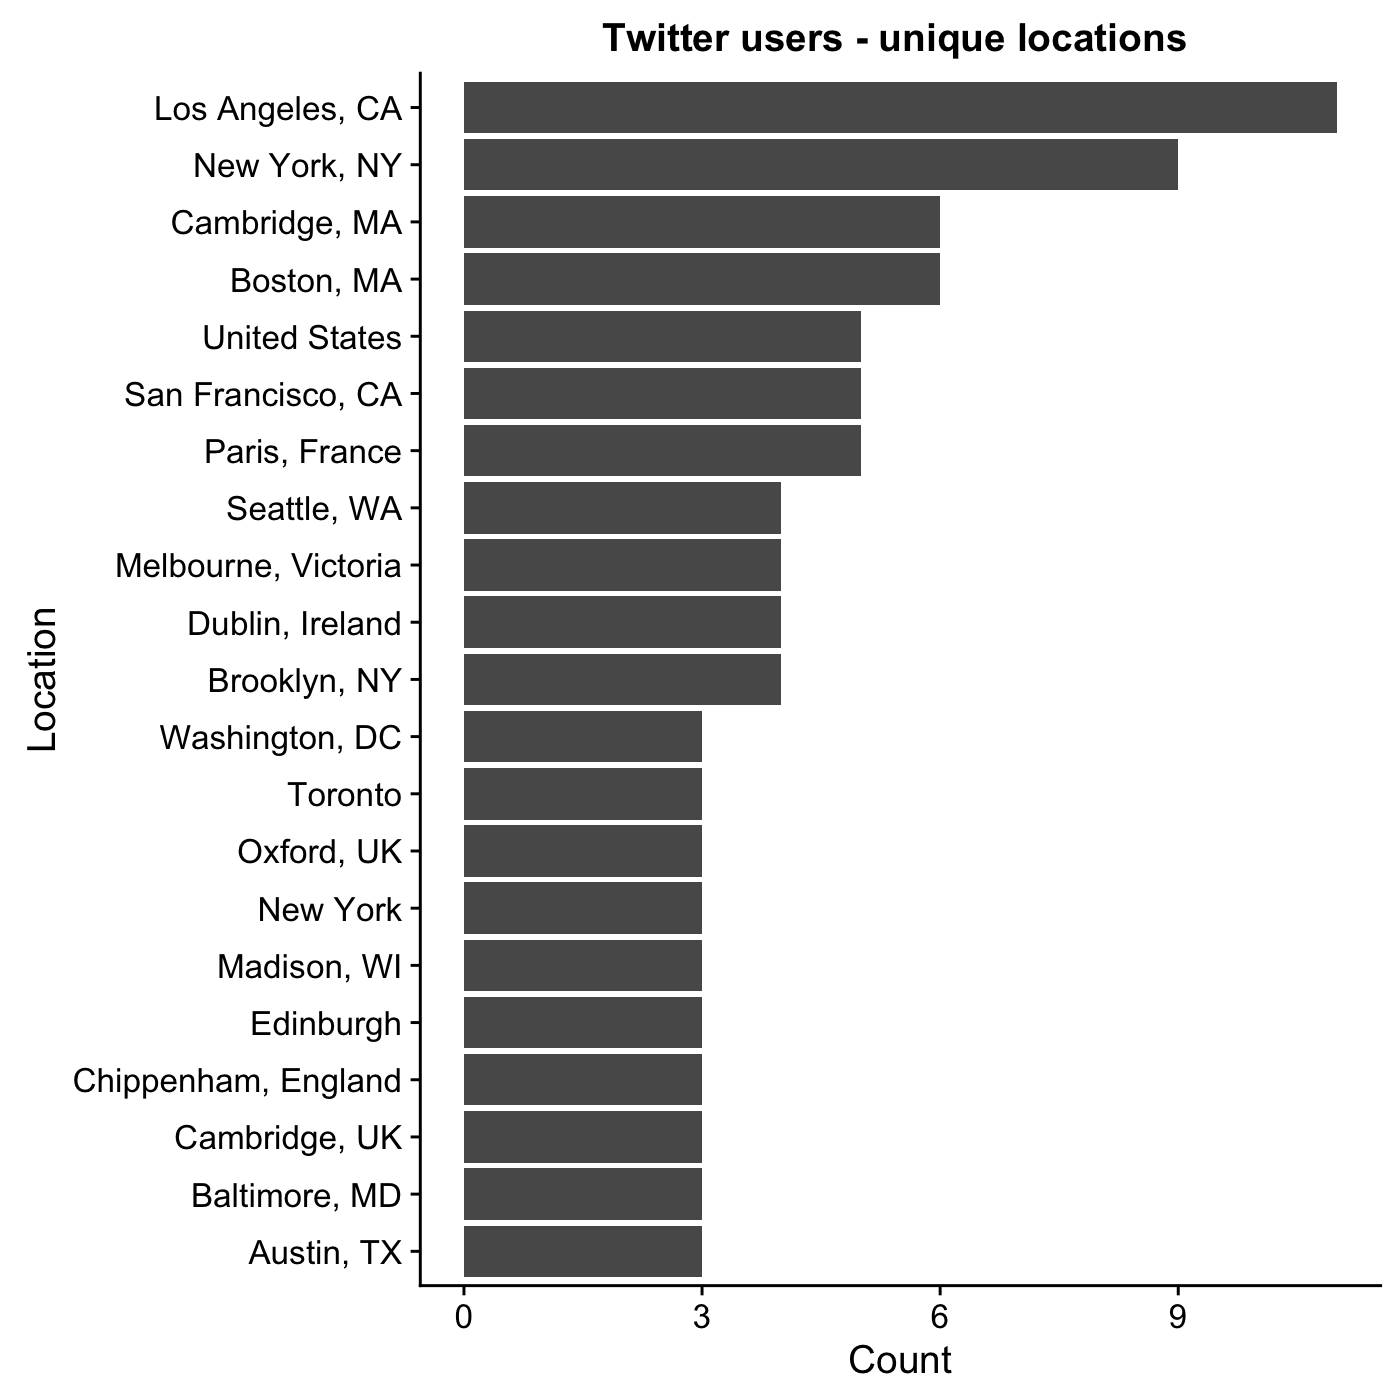 Twitter users - unique locations
Los Angeles, CA
New York, NY
Cambridge, MA
Boston, MA
United States
San Francisco, CA
Paris, France
Seattle, WA
Melbourne, Victoria
Dublin, Ireland
Brooklyn, NY
Washington, DC
Toronto
Oxford, UK
New York
Madison, WI
Edinburgh
Chippenham, England
Cambridge, UK
Baltimore, MD
Austin, TX
Location
0 3 6 9
Count